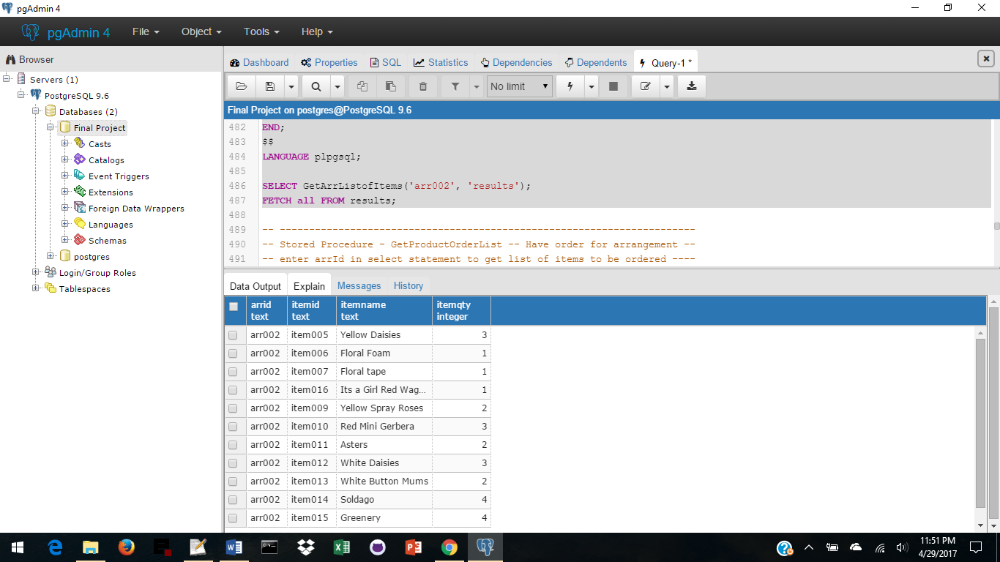 pgAdmin 4
pgAdmin 4 File Object Tools Help
Browser
Servers (1)
PostgreSQL 9.6
Databases (2)
Final Project
Casts
Catalogs
Event Triggers
Extensions
Foreign Data Wrappers
Languages
Schemas
postgres
Login/Group Roles
Tablespaces
Dashboard Properties SQL Statistics Dependencies Dependents Query-1 *
No limit
Final Project on postgres@PostgreSQL 9.6
482 END;
483 $$
484 LANGUAGE plpgsql;
485
486 SELECT GetArrListofItems('arr002', 'results');
487 FETCH all FROM results;
488
489 -- -----------------------------------------------------------------------
490 -- Stored Procedure - GetProductOrderList -- Have order for arrangement --
491 -- enter arrId in select statement to get list of items to be ordered ----
Data Output Explain Messages History
arrid itemid itemname itemqty
text text text integer
arr002 item005 Yellow Daisies 3
arr002 item006 Floral Foam 1
arr002 item007 Floral tape 1
arr002 item016 Its a Girl Red Wag... 1
arr002 item009 Yellow Spray Roses 2
arr002 item010 Red Mini Gerbera 3
arr002 item011 Asters 2
arr002 item012 White Daisies 3
arr002 item013 White Button Mums 2
arr002 item014 Soldago 4
arr002 item015 Greenery 4
11:51 PM
4/29/2017